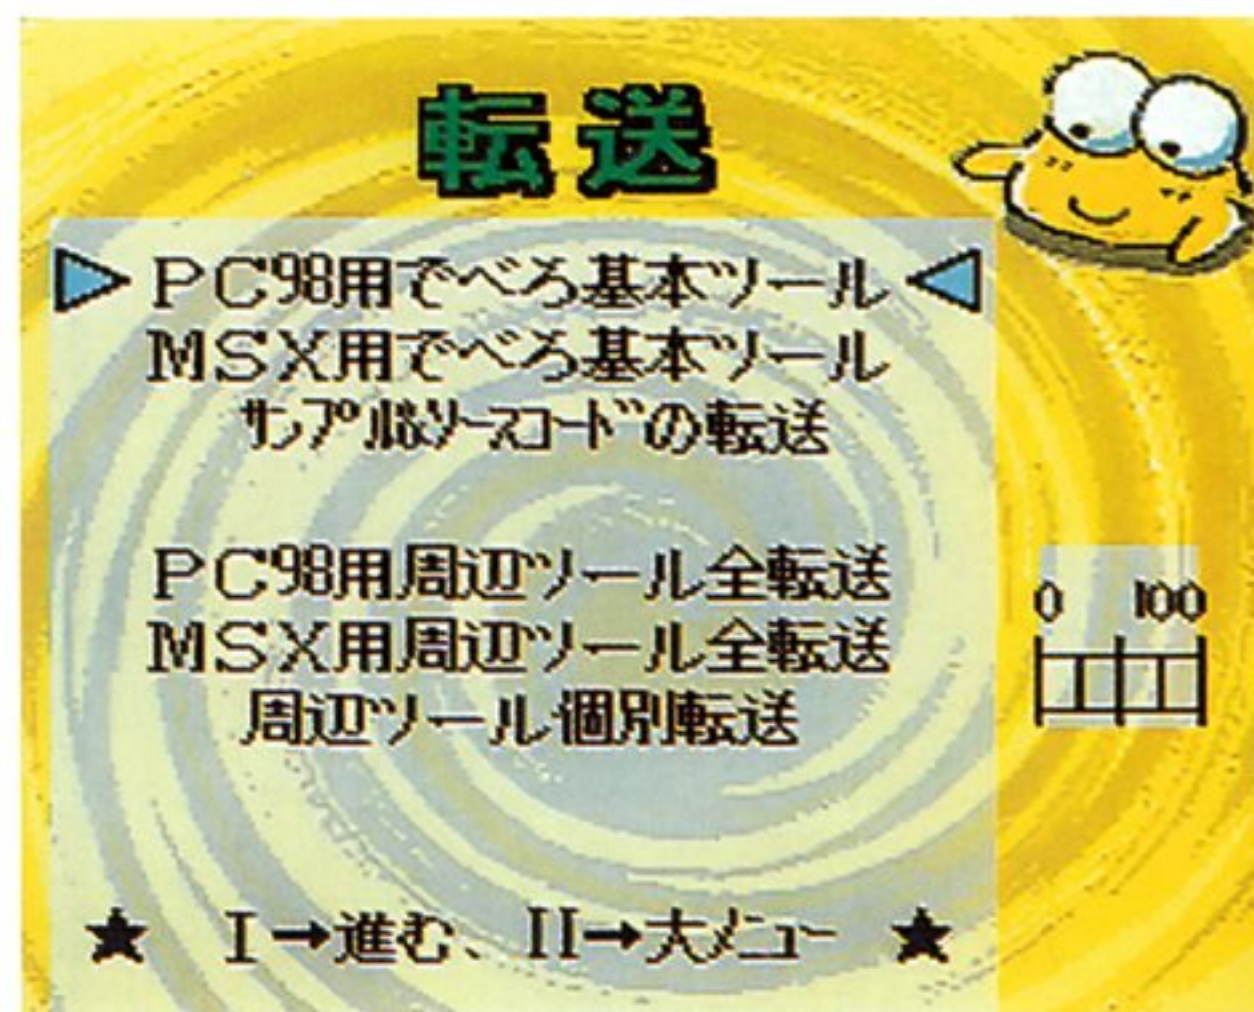 転送
PC98用でべろ基本ツール
MSX用でべろ基本ツール
ｻﾝﾌﾟﾙ&ｿｰｽｺｰﾄﾞの転送
PC98用周辺ツール全転送
MSX用周辺ツール全転送
周辺ツール個別転送
0 100
★ I→進む、II→大ﾒﾆｭｰ ★